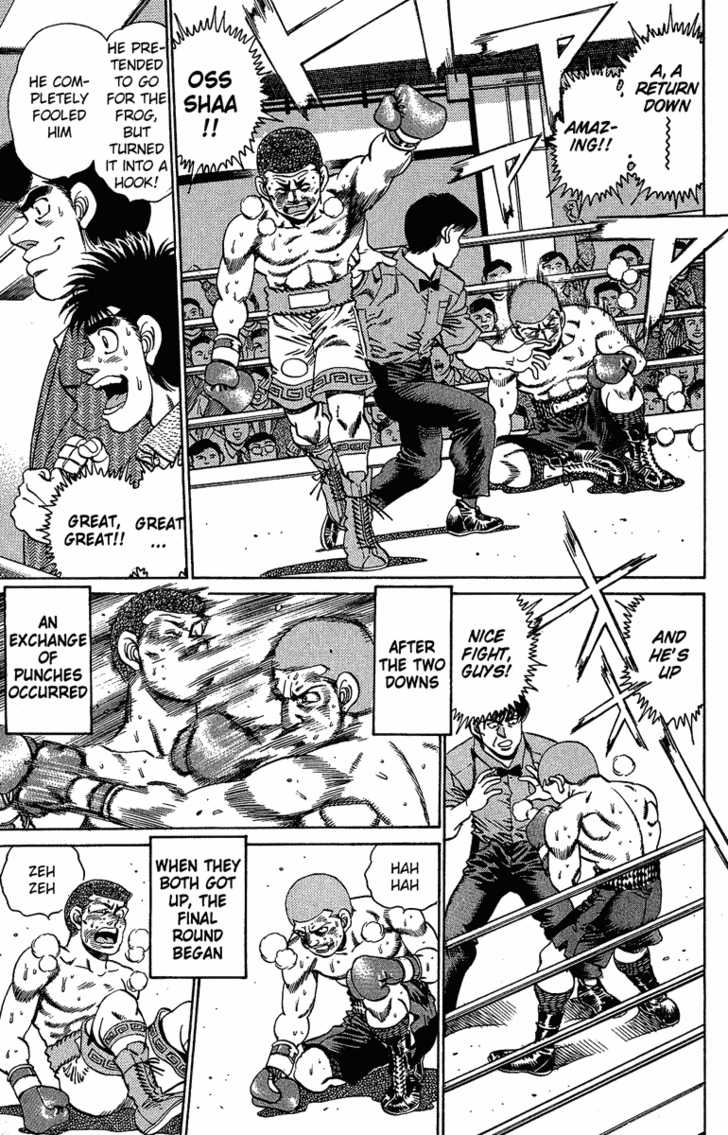 A, A
RETURN
DOWN
AMAZ-
ING!!
OSS
SHAA
!!
HE PRE-
TENDED
TO GO
FOR THE
FROG,
BUT
TURNED
IT INTO A
HOOK!
HE COM-
PLETELY
FOOLED
HIM
GREAT,
GREAT!!
GREAT
...
AND
HE'S
UP
NICE
FIGHT,
GUYS!
AFTER
THE TWO
DOWNS
AN
EXCHANGE
OF
PUNCHES
OCCURRED
HAH
HAH
WHEN THEY
BOTH GOT
UP, THE
FINAL
ROUND
BEGAN
ZEH
ZEH